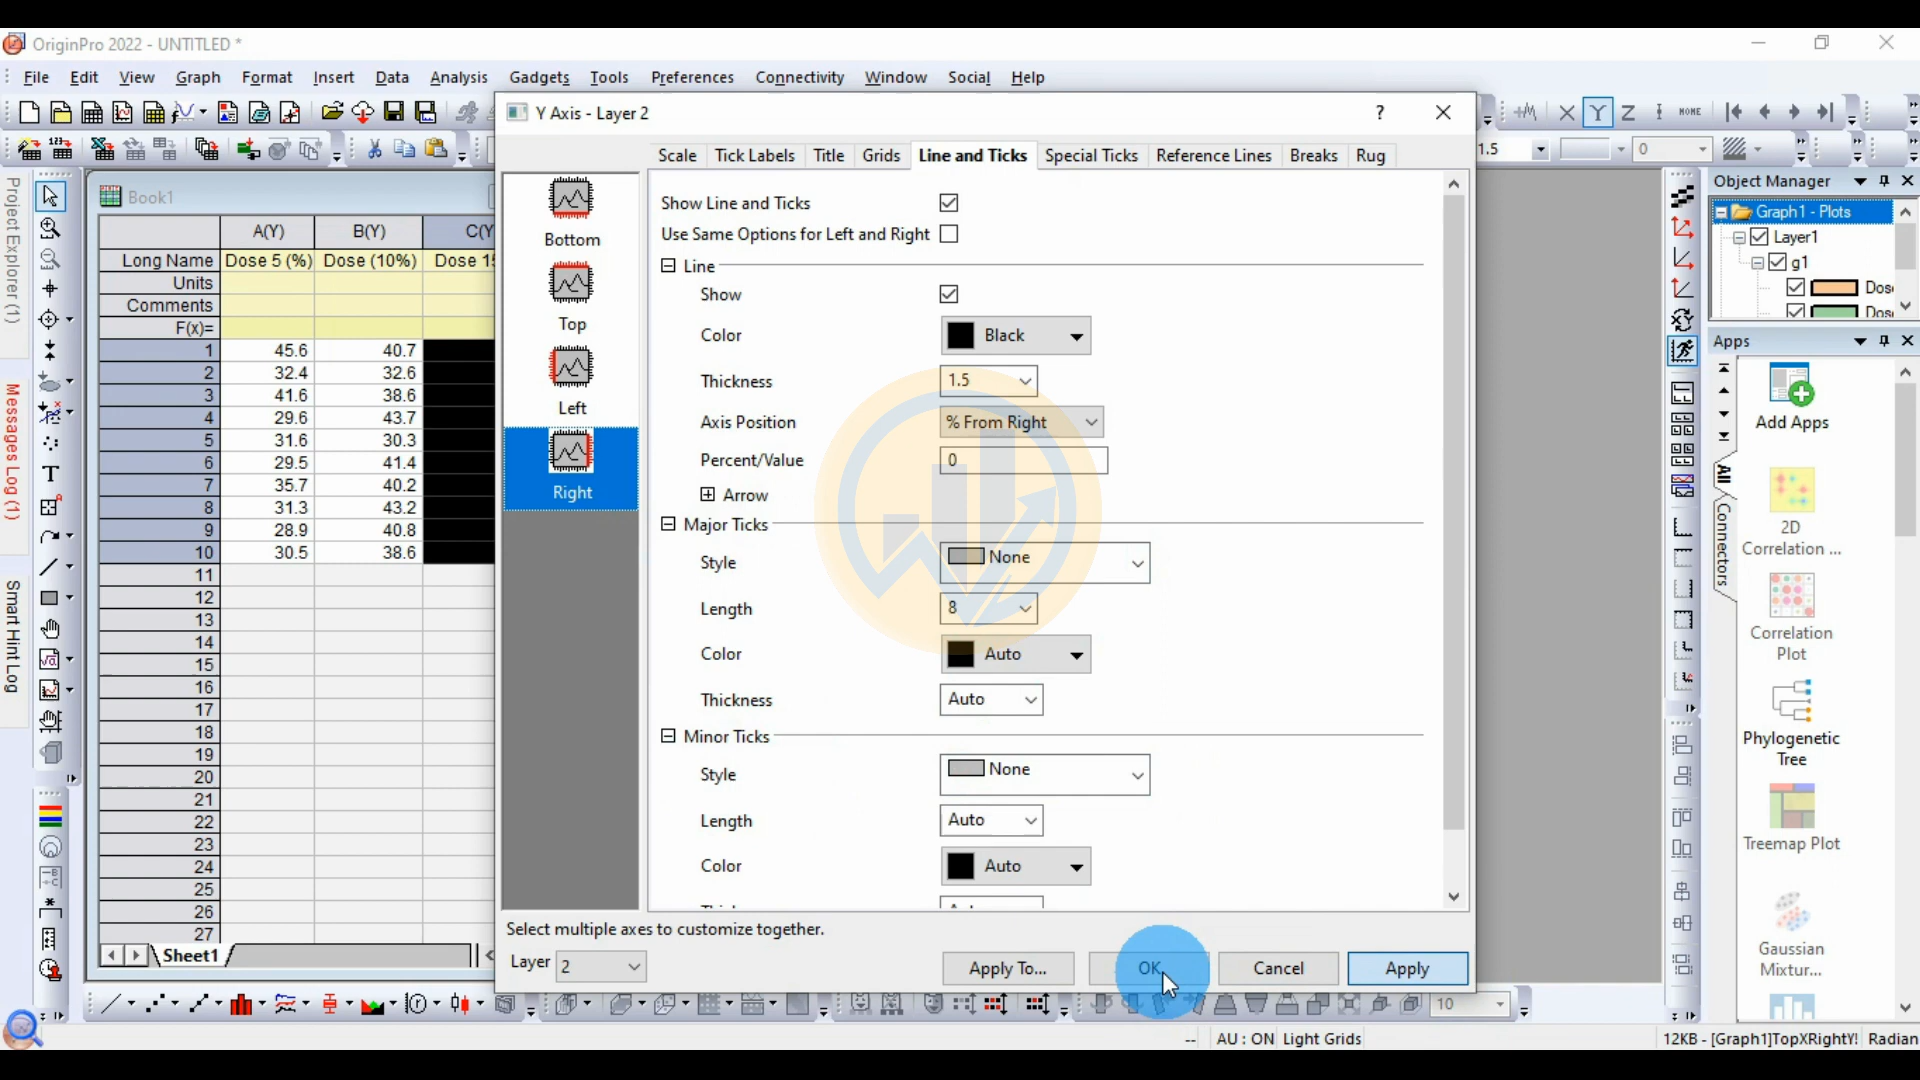 OriginPro 2022 - UNTITLED *
File Edit View Graph Format Insert Data Analysis Gadgets Tools Preferences Connectivity Window Social Help
Y Axis - Layer 2
?
X Y Z HOME
1.5 0
Scale Tick Labels Title Grids Line and Ticks Special Ticks Reference Lines Breaks Rug
Project Explorer (1)
Messages Log (1)
Smart Hint Log
Book1
A(Y) B(Y) C(Y
Long Name Dose 5 (%) Dose (10%) Dose 15
Units
Comments
F(x)=
1 45.6 40.7
2 32.4 32.6
3 41.6 38.6
4 29.6 43.7
5 31.6 30.3
6 29.5 41.4
7 35.7 40.2
8 31.3 43.2
9 28.9 40.8
10 30.5 38.6
11
12
13
14
15
16
17
18
19
20
21
22
23
24
25
26
27
Sheet1
Bottom
Top
Left
Right
Show Line and Ticks
Use Same Options for Left and Right
Line
Show
Color Black
Thickness 1.5
Axis Position % From Right
Percent/Value 0
Arrow
Major Ticks
Style None
Length 8
Color Auto
Thickness Auto
Minor Ticks
Style None
Length Auto
Color Auto
Select multiple axes to customize together.
Layer 2
Apply To... OK Cancel Apply
Object Manager
Graph1 - Plots
Layer1
g1
Dose
Dose
Apps
All
Connectors
Add Apps
2D
Correlation ...
Correlation
Plot
Phylogenetic
Tree
Treemap Plot
Gaussian
Mixtur...
10
-- AU : ON Light Grids 12KB - [Graph1]TopXRightY! Radian